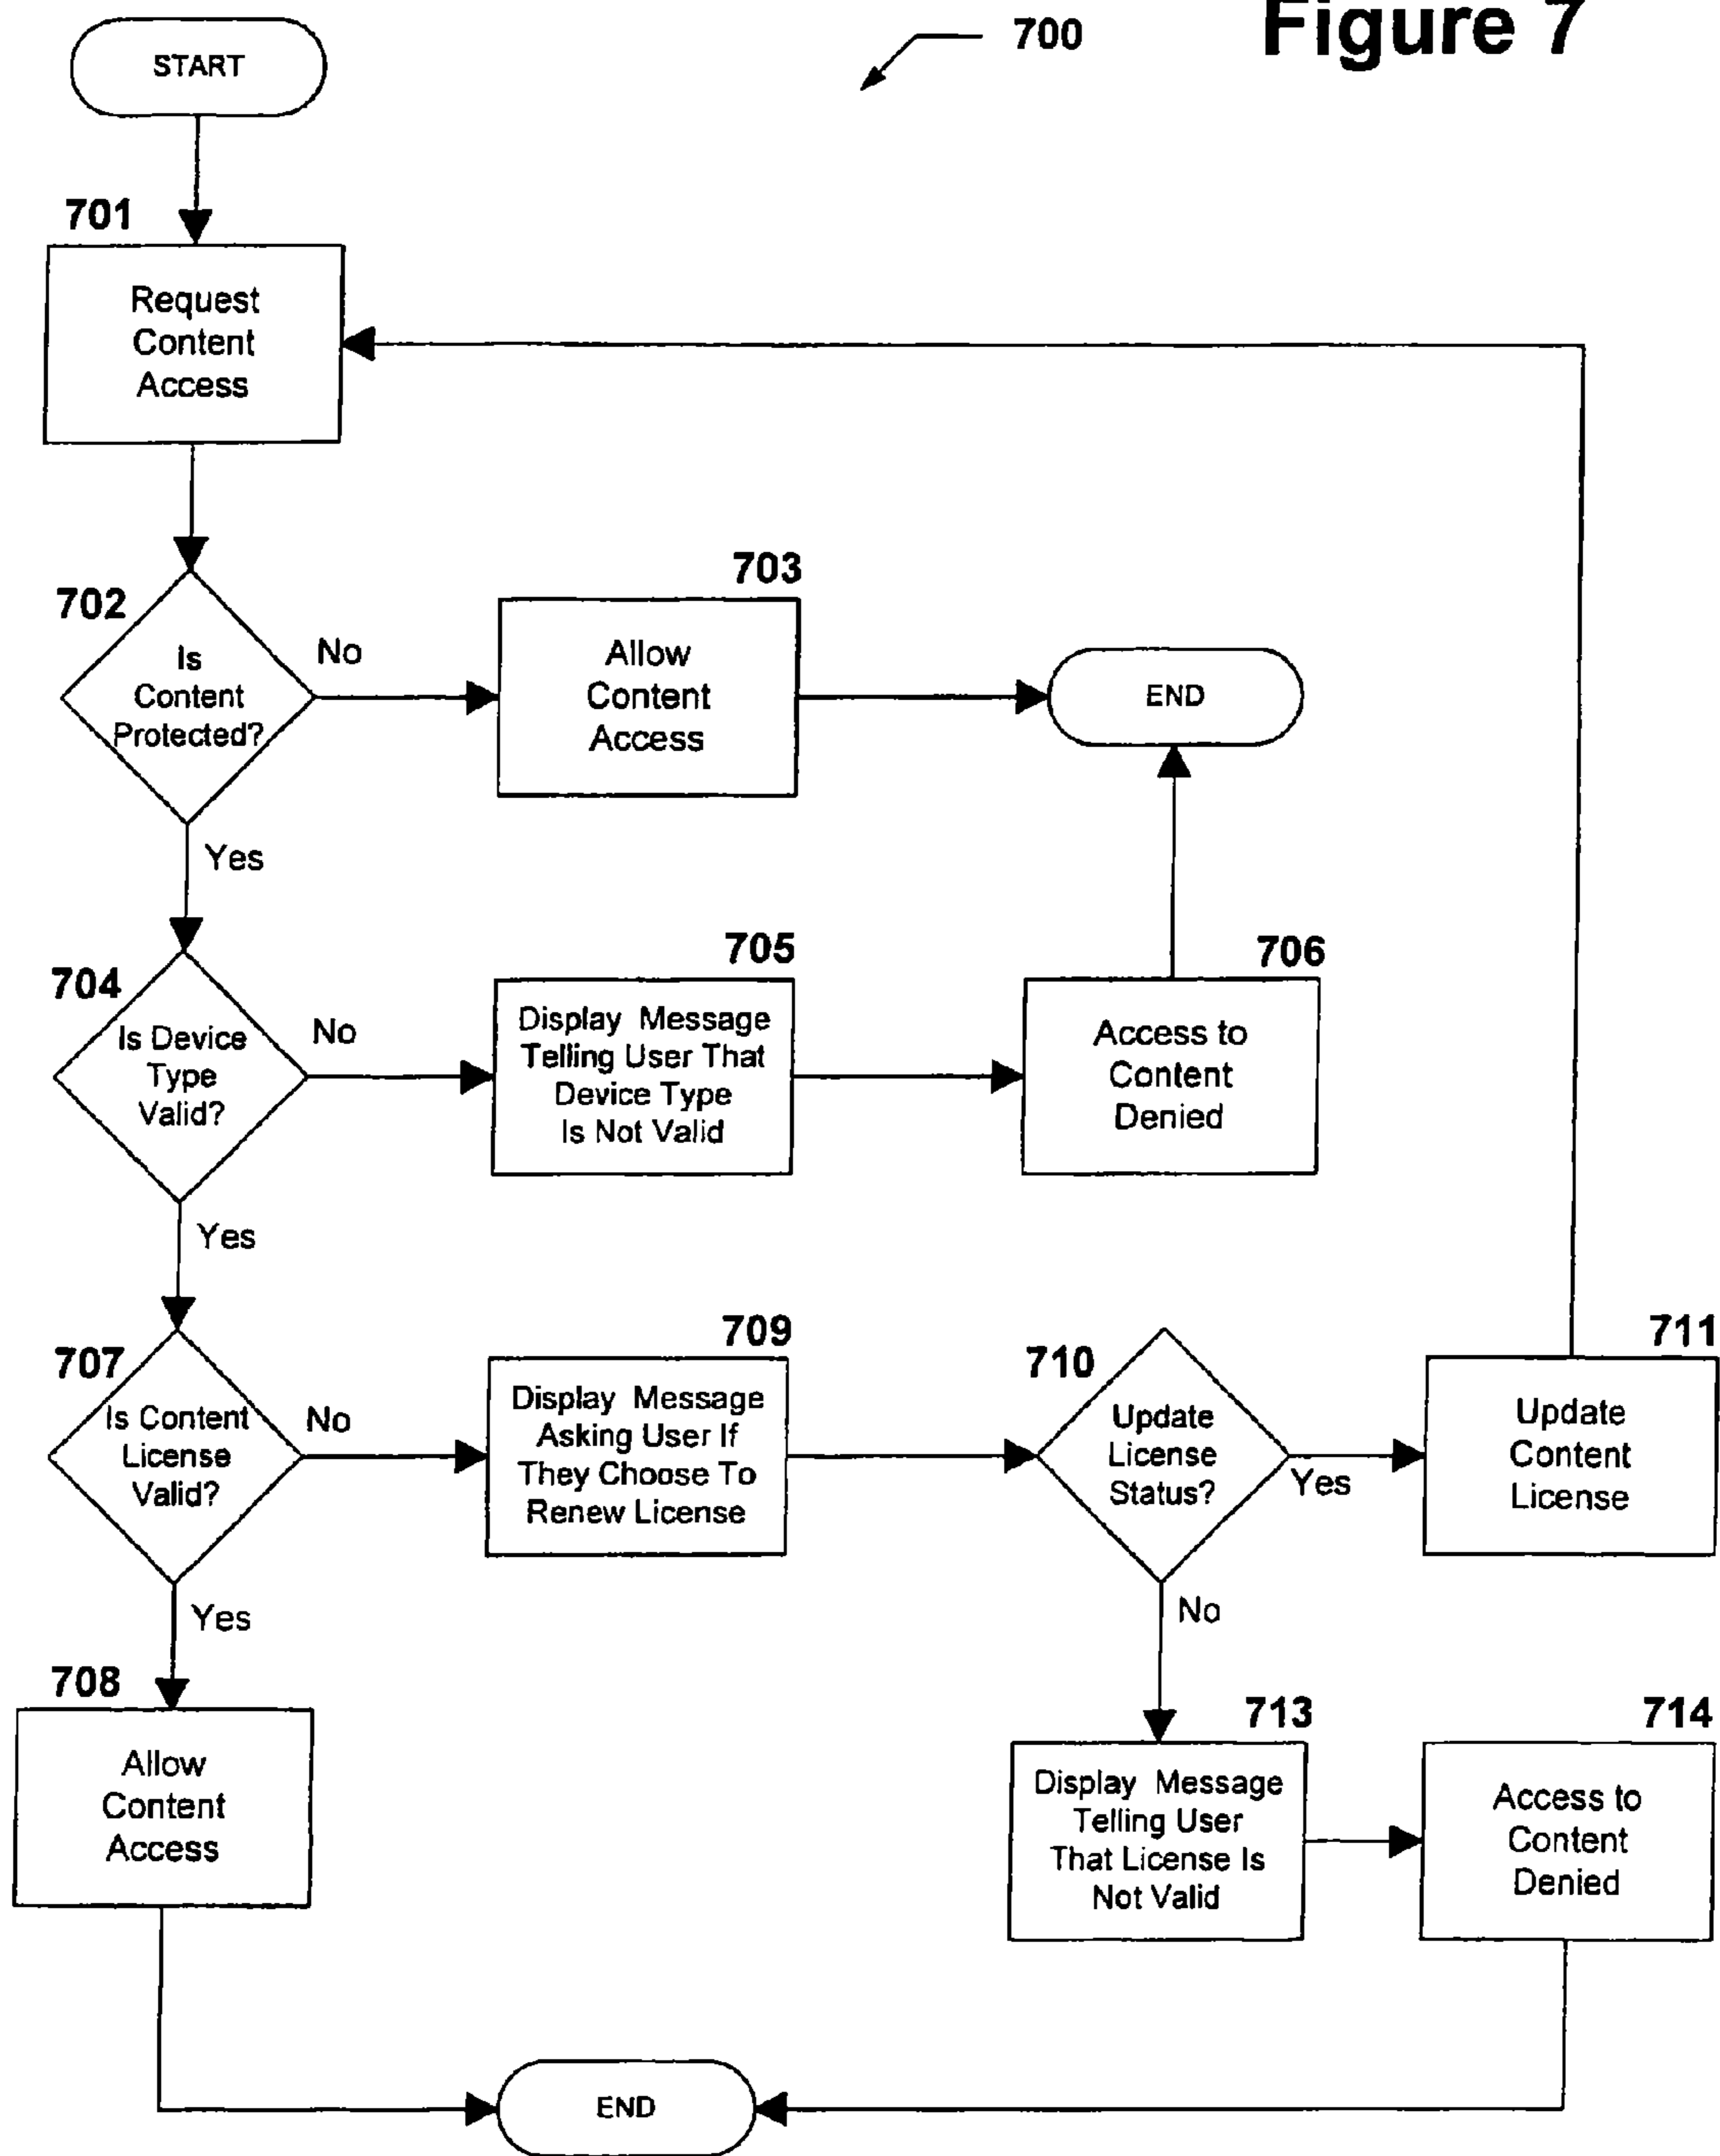 Figure 7
700
START
701
Request
Content
Access
702
Is
Content
Protected?
No
Yes
703
Allow
Content
Access
END
704
Is Device
Type
Valid?
No
Yes
705
Display Message
Telling User That
Device Type
Is Not Valid
706
Access to
Content
Denied
707
Is Content
License
Valid?
No
Yes
709
Display Message
Asking User If
They Choose To
Renew License
710
Update
License
Status?
Yes
No
711
Update
Content
License
708
Allow
Content
Access
713
Display Message
Telling User
That License Is
Not Valid
714
Access to
Content
Denied
END